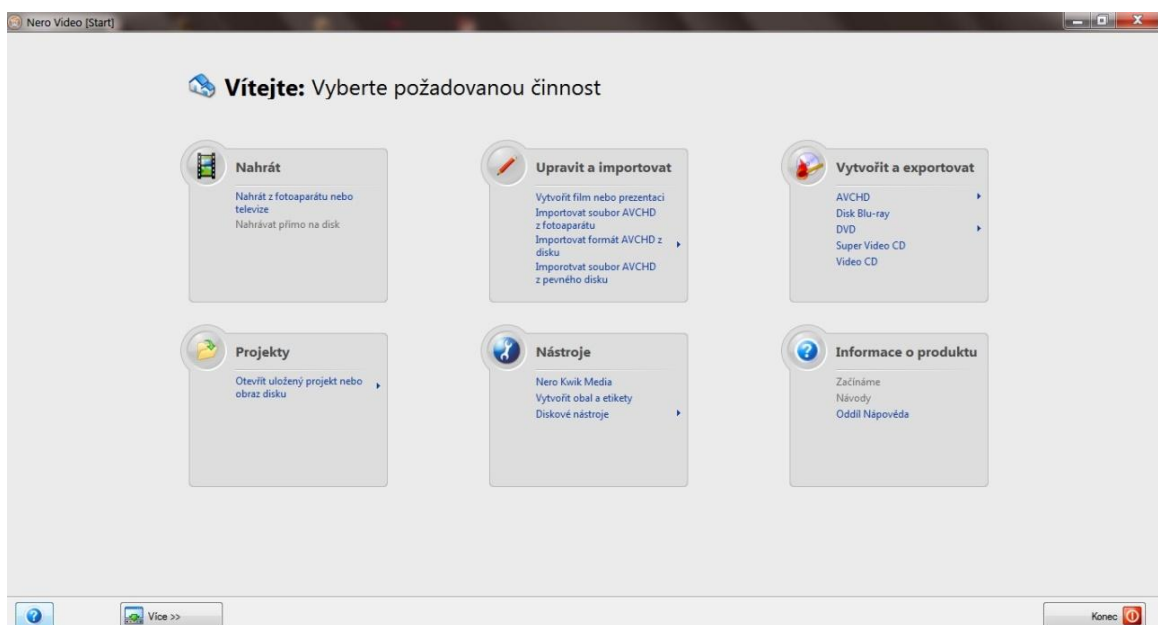 Nero Video [Start]
Vítejte: Vyberte požadovanou činnost
Nahrát
Nahrát z fotoaparátu nebo
televize
Nahrávat přímo na disk
Upravit a importovat
Vytvořit film nebo prezentaci
Importovat soubor AVCHD
z fotoaparátu
Importovat formát AVCHD z
disku
Imporotvat soubor AVCHD
z pevného disku
Vytvořit a exportovat
AVCHD
Disk Blu-ray
DVD
Super Video CD
Video CD
Projekty
Otevřít uložený projekt nebo
obraz disku
Nástroje
Nero Kwik Media
Vytvořit obal a etikety
Diskové nástroje
Informace o produktu
Začínáme
Návody
Oddíl Nápověda
Více >>
Konec